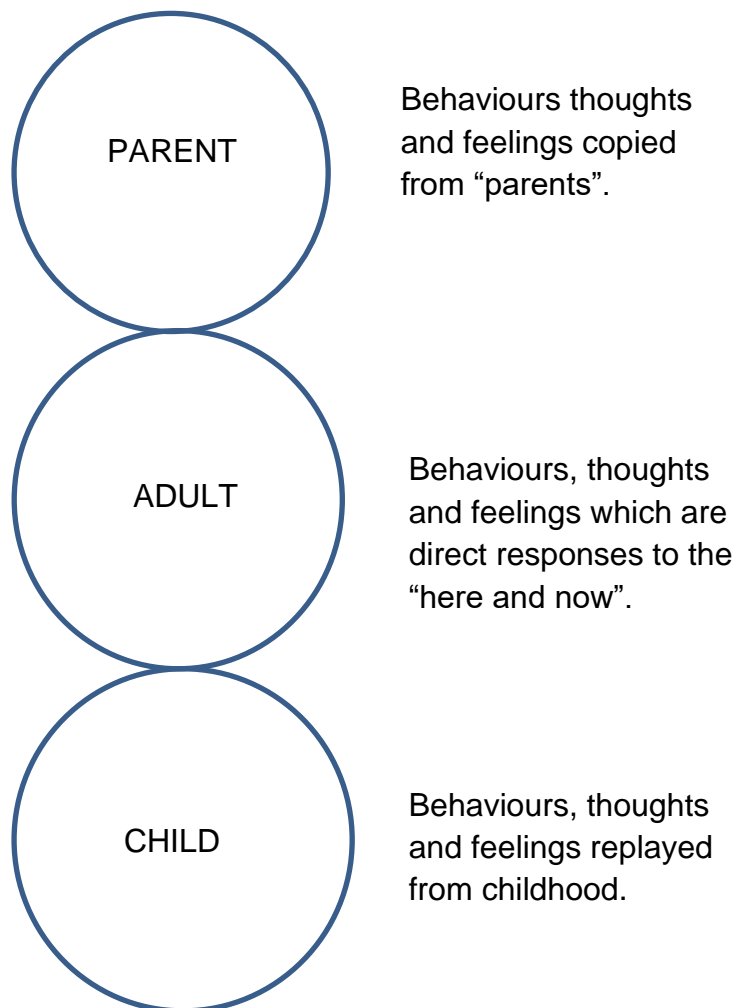 PARENT
Behaviours thoughts
and feelings copied
from “parents”.
ADULT
Behaviours, thoughts
and feelings which are
direct responses to the
“here and now”.
CHILD
Behaviours, thoughts
and feelings replayed
from childhood.